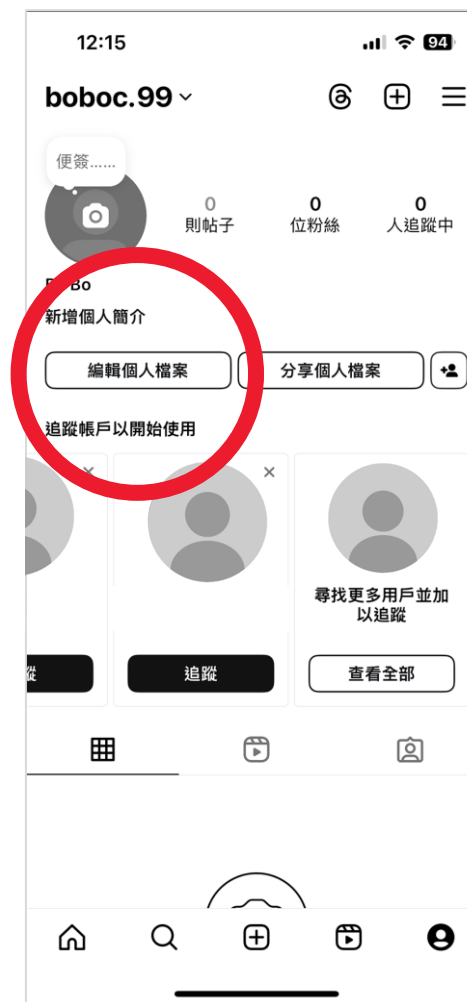 12:15
94
boboc.99
便簽……
0
0
0
則帖子
位粉絲
人追蹤中
Bo
新增個人簡介
編輯個人檔案
分享個人檔案
追蹤帳戶以開始使用
尋找更多用戶並加
以追蹤
蹤
追蹤
查看全部